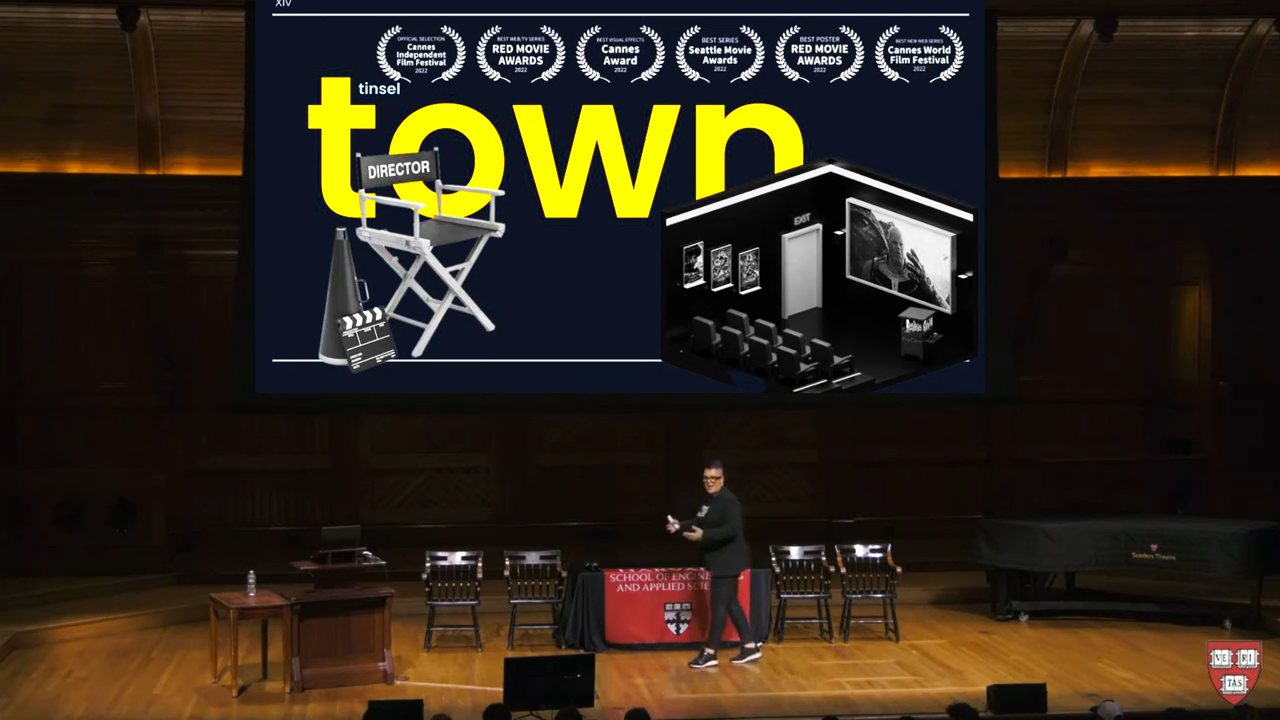 XIV
OFFICIAL SELECTION
Cannes
Independent
Film Festival
2022
BEST WEB/TV SERIES
RED MOVIE
AWARDS
2022
BEST VISUAL EFFECTS
Cannes
Award
2022
BEST SERIES
Seattle Movie
Awards
2022
BEST POSTER
RED MOVIE
AWARDS
2022
BEST NEW WEB SERIES
Cannes World
Film Festival
2022
tinsel
town
DIRECTOR
EXIT
SCHOOL OF ENGINE
AND APPLIED SCIE
Sanders Theatre
VE RI
TAS